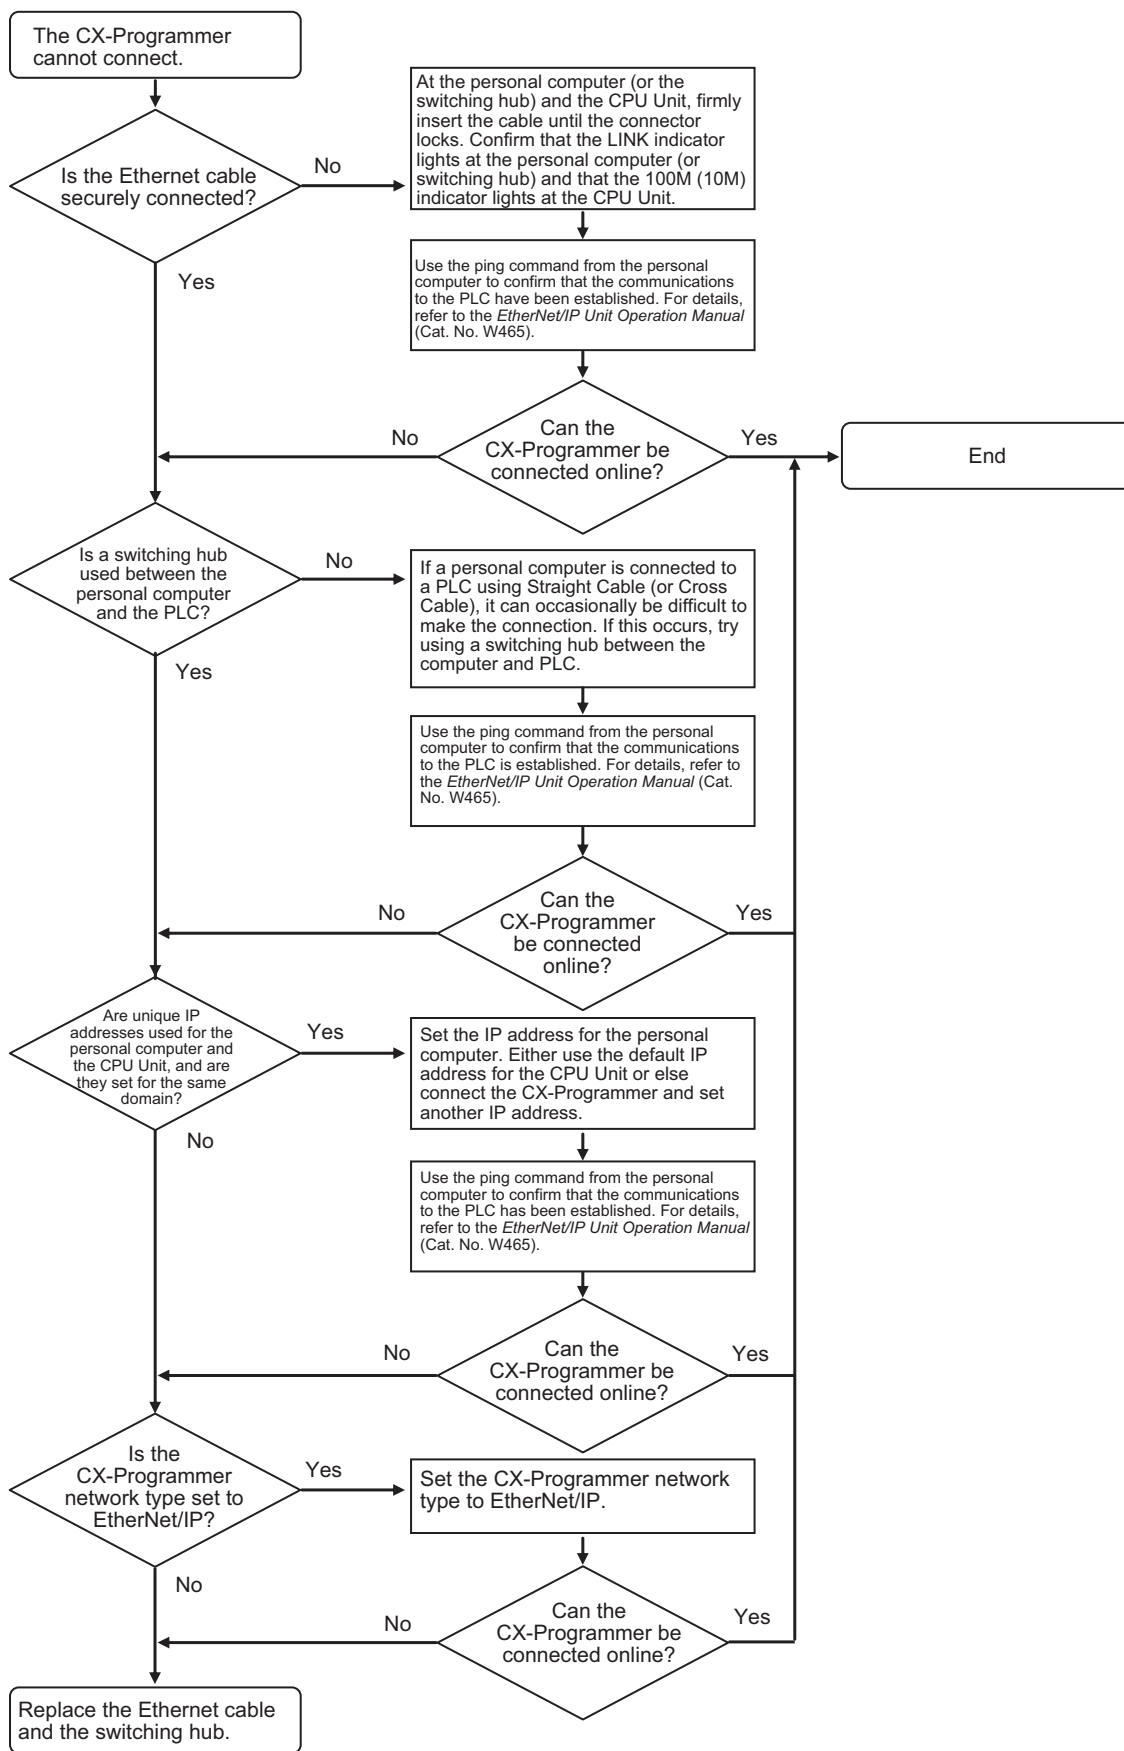 The CX-Programmer
cannot connect.
Is the Ethernet cable
securely connected?
No
Yes
At the personal computer (or the
switching hub) and the CPU Unit, firmly
insert the cable until the connector
locks. Confirm that the LINK indicator
lights at the personal computer (or
switching hub) and that the 100M (10M)
indicator lights at the CPU Unit.
Use the ping command from the personal
computer to confirm that the communications
to the PLC have been established. For details,
refer to the EtherNet/IP Unit Operation Manual
(Cat. No. W465).
Can the
CX-Programmer be
connected online?
No
Yes
End
Is a switching hub
used between the
personal computer
and the PLC?
No
Yes
If a personal computer is connected to
a PLC using Straight Cable (or Cross
Cable), it can occasionally be difficult to
make the connection. If this occurs, try
using a switching hub between the
computer and PLC.
Use the ping command from the personal
computer to confirm that the communications
to the PLC is established. For details, refer to
the EtherNet/IP Unit Operation Manual (Cat.
No. W465).
Can the
CX-Programmer
be connected
online?
No
Yes
Are unique IP
addresses used for the
personal computer and
the CPU Unit, and are
they set for the same
domain?
Yes
No
Set the IP address for the personal
computer. Either use the default IP
address for the CPU Unit or else
connect the CX-Programmer and set
another IP address.
Use the ping command from the personal
computer to confirm that the communications
to the PLC has been established. For details,
refer to the EtherNet/IP Unit Operation Manual
(Cat. No. W465).
Can the
CX-Programmer be
connected online?
No
Yes
Is the
CX-Programmer
network type set to
EtherNet/IP?
Yes
No
Set the CX-Programmer network
type to EtherNet/IP.
Can the
CX-Programmer be
connected online?
No
Yes
Replace the Ethernet cable
and the switching hub.